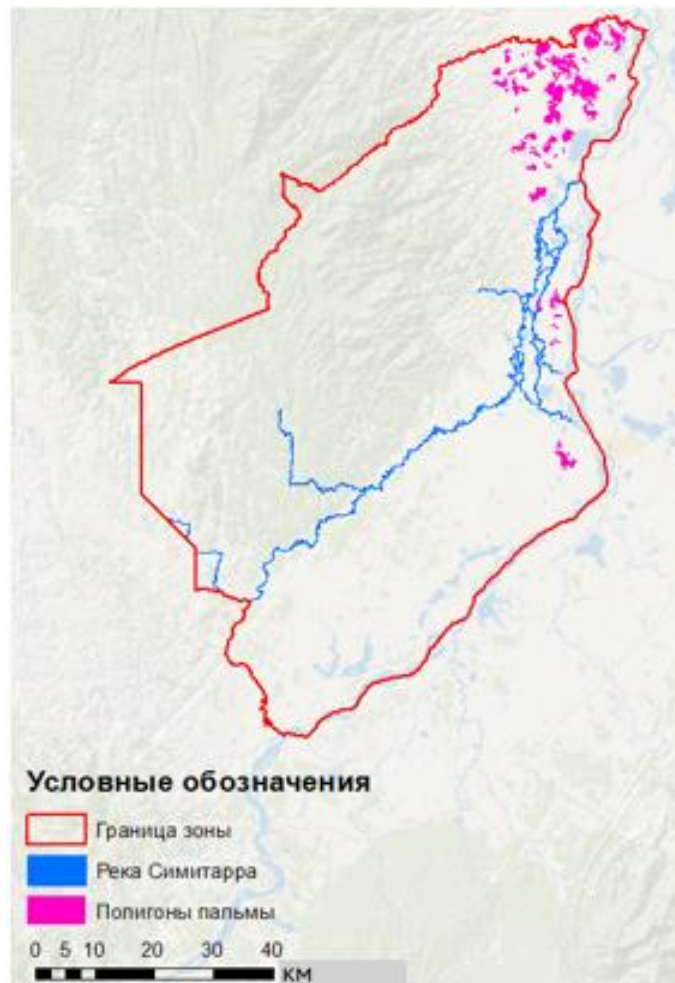 Условные обозначения
Граница зоны
Река Симитарра
Полигоны пальмы
0 5 10 20 30 40
КМ